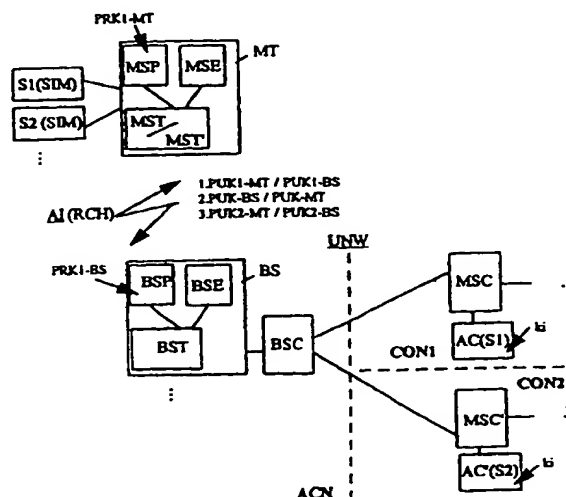 PRK1-MT
MT
MSP
MSE
S1(SIM)
S2 (SIM)
MST
MST'
1.PUK1-MT / PUK1-BS
2.PUK-BS / PUK-MT
3.PUK2-MT / PUK2-BS
ΔI (RCH)
UNW
PRK1-BS
BSP
BSE
BS
MSC
BST
BSC
AC(S1)
CON1
CON2
MSC'
AC'(S2)
ACN